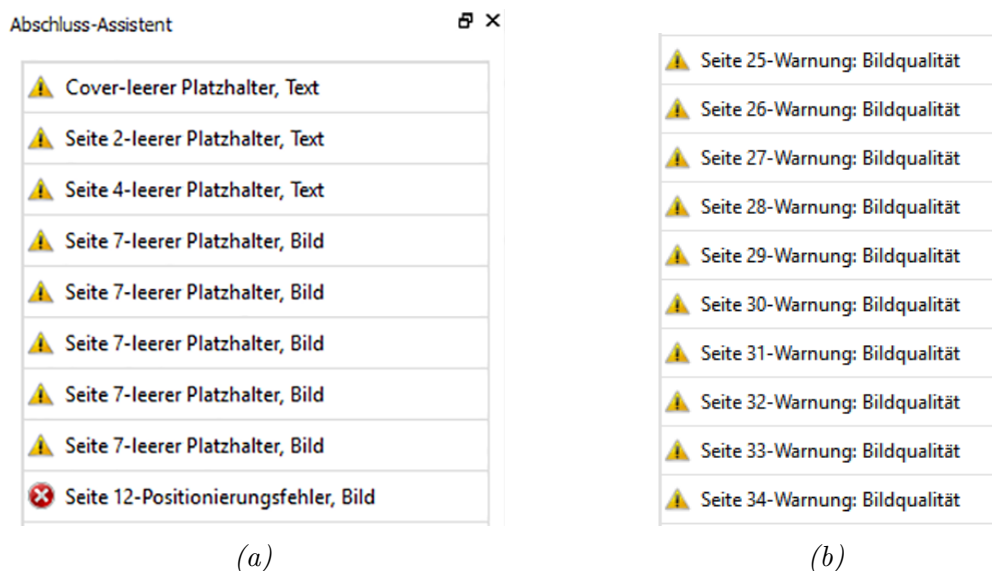 Abschluss-Assistent
Cover-leerer Platzhalter, Text
Seite 2-leerer Platzhalter, Text
Seite 4-leerer Platzhalter, Text
Seite 7-leerer Platzhalter, Bild
Seite 7-leerer Platzhalter, Bild
Seite 7-leerer Platzhalter, Bild
Seite 7-leerer Platzhalter, Bild
Seite 7-leerer Platzhalter, Bild
Seite 12-Positionierungsfehler, Bild
(a)
Seite 25-Warnung: Bildqualität
Seite 26-Warnung: Bildqualität
Seite 27-Warnung: Bildqualität
Seite 28-Warnung: Bildqualität
Seite 29-Warnung: Bildqualität
Seite 30-Warnung: Bildqualität
Seite 31-Warnung: Bildqualität
Seite 32-Warnung: Bildqualität
Seite 33-Warnung: Bildqualität
Seite 34-Warnung: Bildqualität
(b)